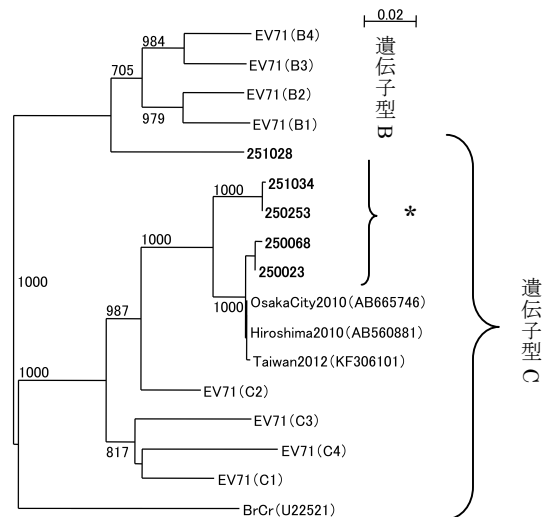 0.02
984
EV71(B4)
705
EV71(B3)
EV71(B2)
979
EV71(B1)
遺伝子型 B
251028
251034
1000
250253
*
250068
1000
250023
1000
1000
OsakaCity2010(AB665746)
987
Hiroshima2010(AB560881)
Taiwan2012(KF306101)
遺伝子型 C
1000
EV71(C2)
EV71(C3)
817
EV71(C4)
EV71(C1)
BrCr(U22521)